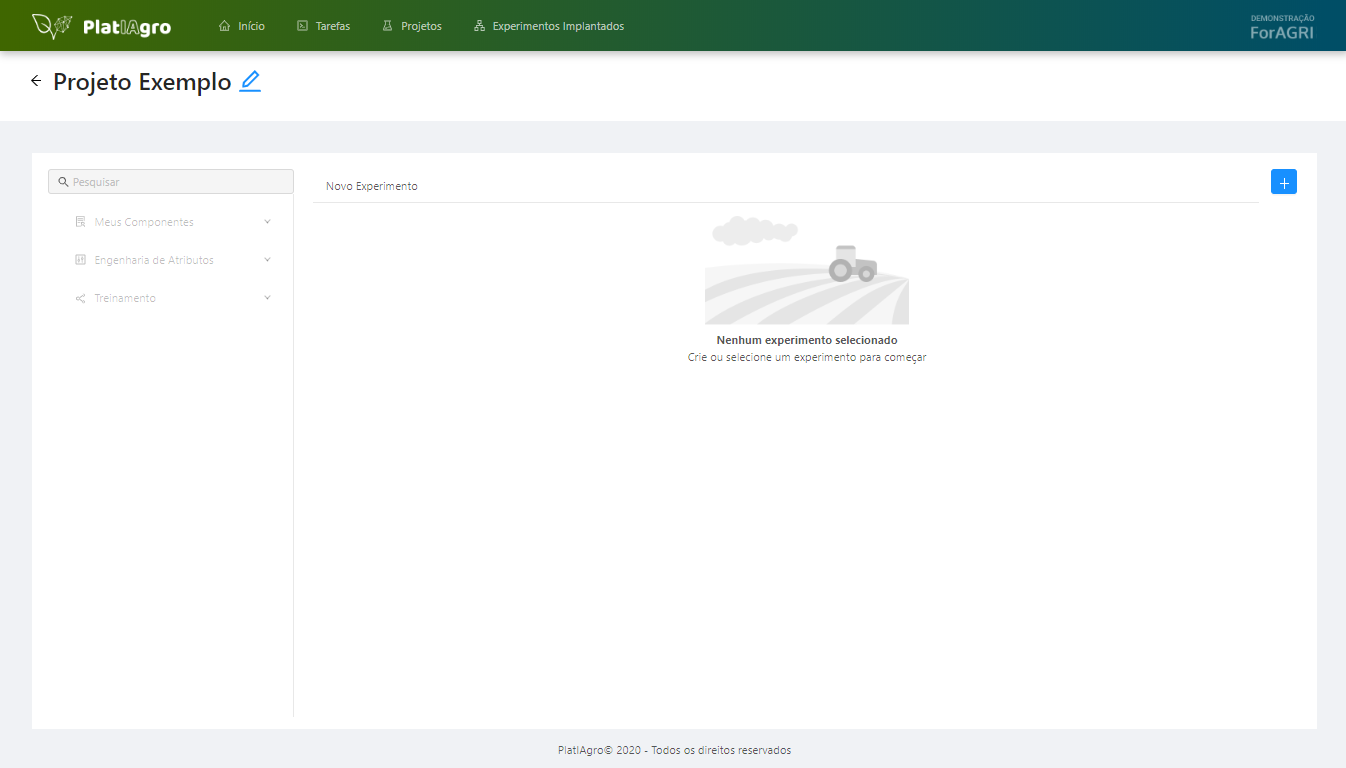 PlatIAgro
Início
Tarefas
Projetos
Experimentos Implantados
DEMONSTRAÇÃO
ForAGRI
Projeto Exemplo
Pesquisar
Meus Componentes
Engenharia de Atributos
Treinamento
Novo Experimento
Nenhum experimento selecionado
Crie ou selecione um experimento para começar
PlatIAgro© 2020 - Todos os direitos reservados